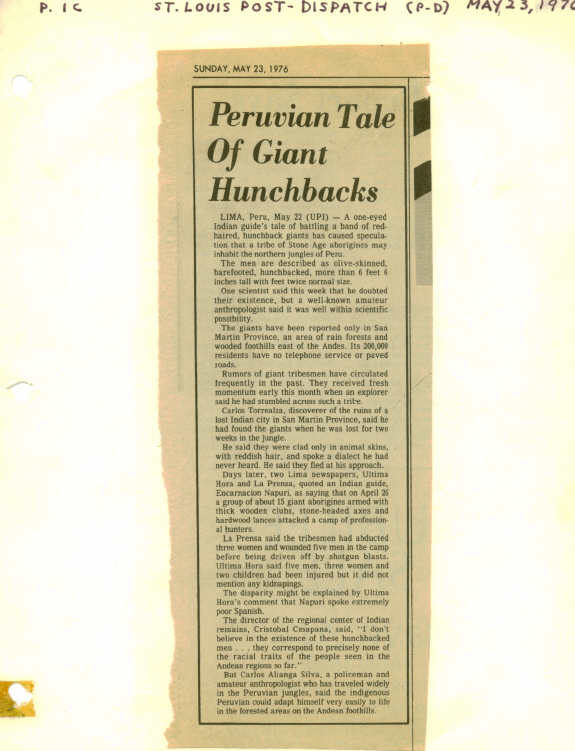 P. 1C ST. LOUIS POST-DISPATCH (P-D) MAY 23, 1976
SUNDAY, MAY 23, 1976
Peruvian Tale
Of Giant
Hunchbacks
LIMA, Peru, May 22 (UPI) — A one-eyed
Indian guide's tale of battling a band of red-
haired, hunchback giants has caused specula-
tion that a tribe of Stone Age aborigines may
inhabit the northern jungles of Peru.
The men are described as olive-skinned,
barefooted, hunchbacked, more than 6 feet 6
inches tall with feet twice normal size.
One scientist said this week that he doubted
their existence, but a well-known amateur
anthropologist said it was well within scientific
possibility.
The giants have been reported only in San
Martin Province, an area of rain forests and
wooded foothills east of the Andes. Its 200,000
residents have no telephone service or paved
roads.
Rumors of giant tribesmen have circulated
frequently in the past. They received fresh
momentum early this month when an explorer
said he had stumbled across such a tribe.
Carlos Torrealza, discoverer of the ruins of a
lost Indian city in San Martin Province, said he
had found the giants when he was lost for two
weeks in the jungle.
He said they were clad only in animal skins,
with reddish hair, and spoke a dialect he had
never heard. He said they fled at his approach.
Days later, two Lima newspapers, Ultima
Hora and La Prensa, quoted an Indian guide,
Encarnacion Napuri, as saying that on April 26
a group of about 15 giant aborigines armed with
thick wooden clubs, stone-headed axes and
hardwood lances attacked a camp of profession-
al hunters.
La Prensa said the tribesmen had abducted
three women and wounded five men in the camp
before being driven off by shotgun blasts.
Ultima Hora said five men, three women and
two children had been injured but it did not
mention any kidnapings.
The disparity might be explained by Ultima
Hora's comment that Napuri spoke extremely
poor Spanish.
The director of the regional center of Indian
remains, Cristobal Cmapana, said, "I don't
believe in the existence of these hunchbacked
men . . . they correspond to precisely none of
the racial traits of the people seen in the
Andean regions so far."
But Carlos Alianga Silva, a policeman and
amateur anthropologist who has traveled widely
in the Peruvian jungles, said the indigenous
Peruvian could adapt himself very easily to life
in the forested areas on the Andean foothills.